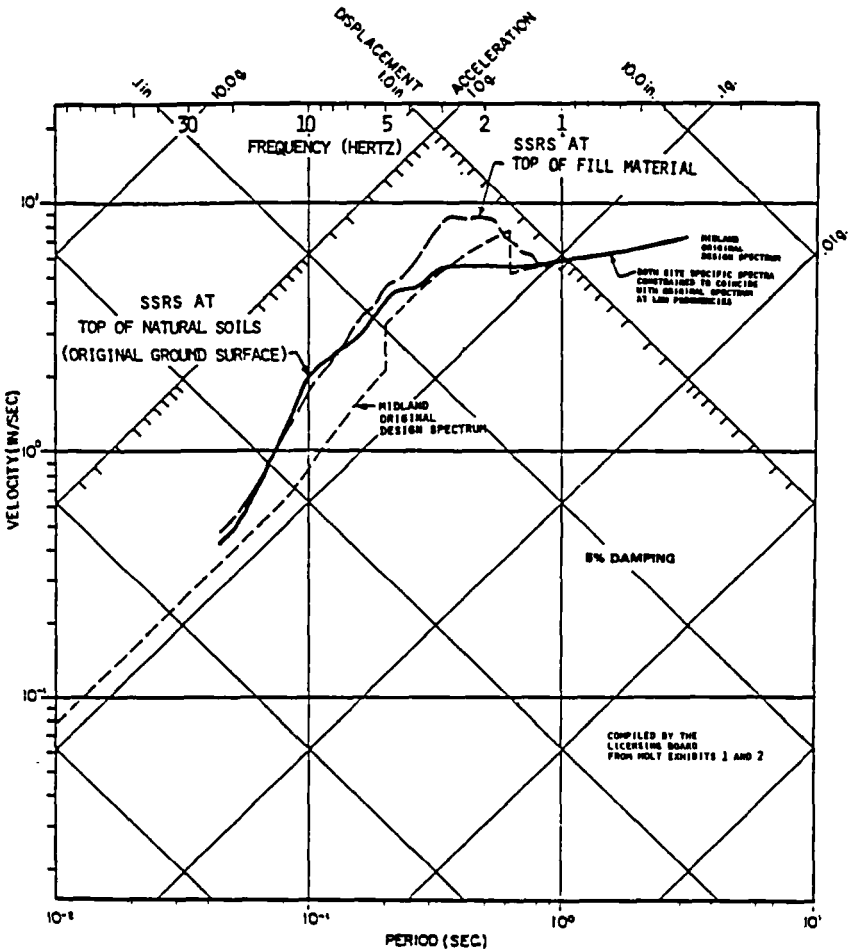 DISPLACEMENT
ACCELERATION
.1in
10.0g.
1.0in
1.0g
10.0in.
.1g.
30
10
5
2
1
FREQUENCY (HERTZ)
SSRS AT
TOP OF FILL MATERIAL
10¹
.01g.
MIDLAND
ORIGINAL
DESIGN SPECTRUM
BOTH SITE SPECIFIC SPECTRA
CONSTRAINED TO COINCIDE
WITH ORIGINAL SPECTRUM
AT LOW FREQUENCIES
SSRS AT
TOP OF NATURAL SOILS
(ORIGINAL GROUND SURFACE)
MIDLAND
ORIGINAL
DESIGN SPECTRUM
10⁰
VELOCITY(IN/SEC)
5% DAMPING
10⁻¹
COMPILED BY THE
LICENSING BOARD
FROM HOLT EXHIBITS 1 AND 2
10⁻²
10⁻¹
10⁰
10¹
PERIOD (SEC.)